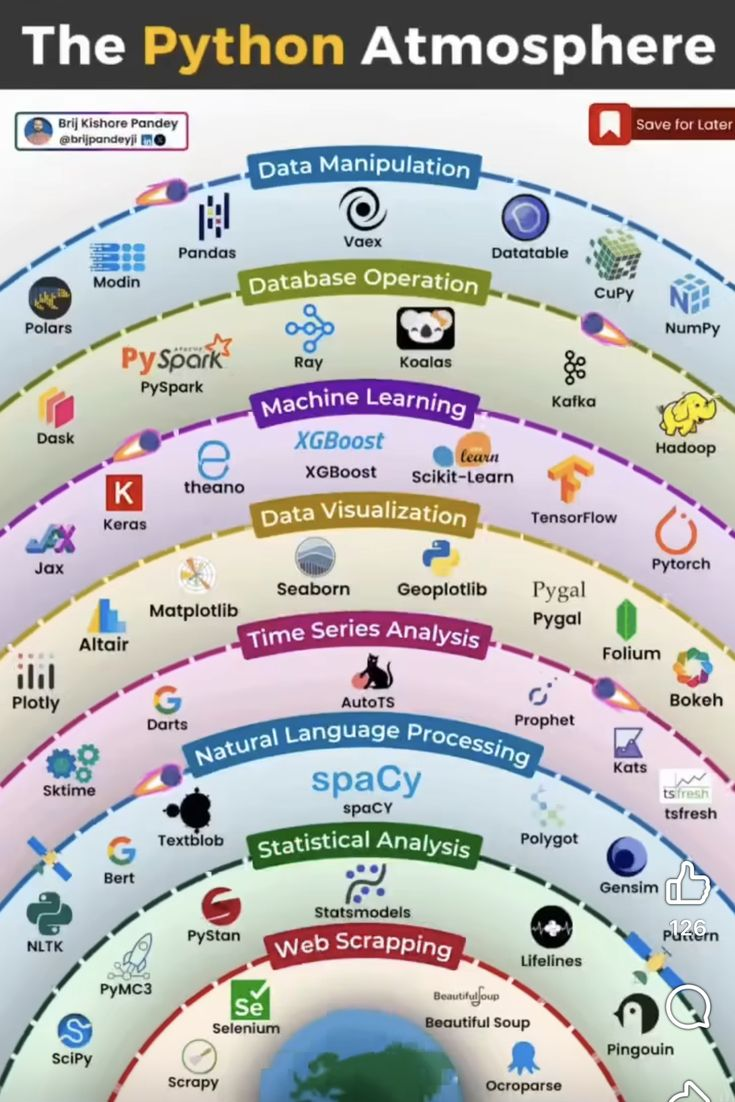 The Python Atmosphere
Brij Kishore Pandey
@brijpandeyji in X
Save for Later
Data Manipulation
Polars
Modin
Pandas
Vaex
Datatable
CuPy
NumPy
Database Operation
Dask
APACHE
PySpark
PySpark
Ray
Koalas
Kafka
Hadoop
Machine Learning
Jax
K
Keras
theano
XGBoost
XGBoost
learn
Scikit-Learn
TensorFlow
Pytorch
Data Visualization
Plotly
Altair
Matplotlib
Seaborn
Geoplotlib
Pygal
Pygal
Folium
Bokeh
Time Series Analysis
Sktime
Darts
AutoTS
Prophet
Kats
tsfresh
tsfresh
Natural Language Processing
NLTK
Bert
Textblob
spaCy
spaCY
Polygot
Gensim
Pattern
126
Statistical Analysis
SciPy
PyMC3
PyStan
Statsmodels
Lifelines
Pingouin
Web Scrapping
Scrapy
Se
Selenium
BeautifulSoup
Beautiful Soup
Ocroparse